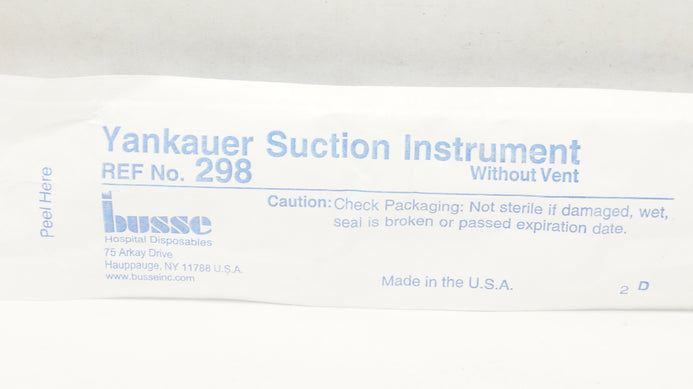 Yankauer Suction Instrument
Without Vent
REF No. 298
Peel Here
busse
Hospital Disposables
75 Arkay Drive
Hauppauge, NY 11788 U.S.A.
www.busseinc.com
Caution: Check Packaging: Not sterile if damaged, wet,
seal is broken or passed expiration date.
Made in the U.S.A.
2 D